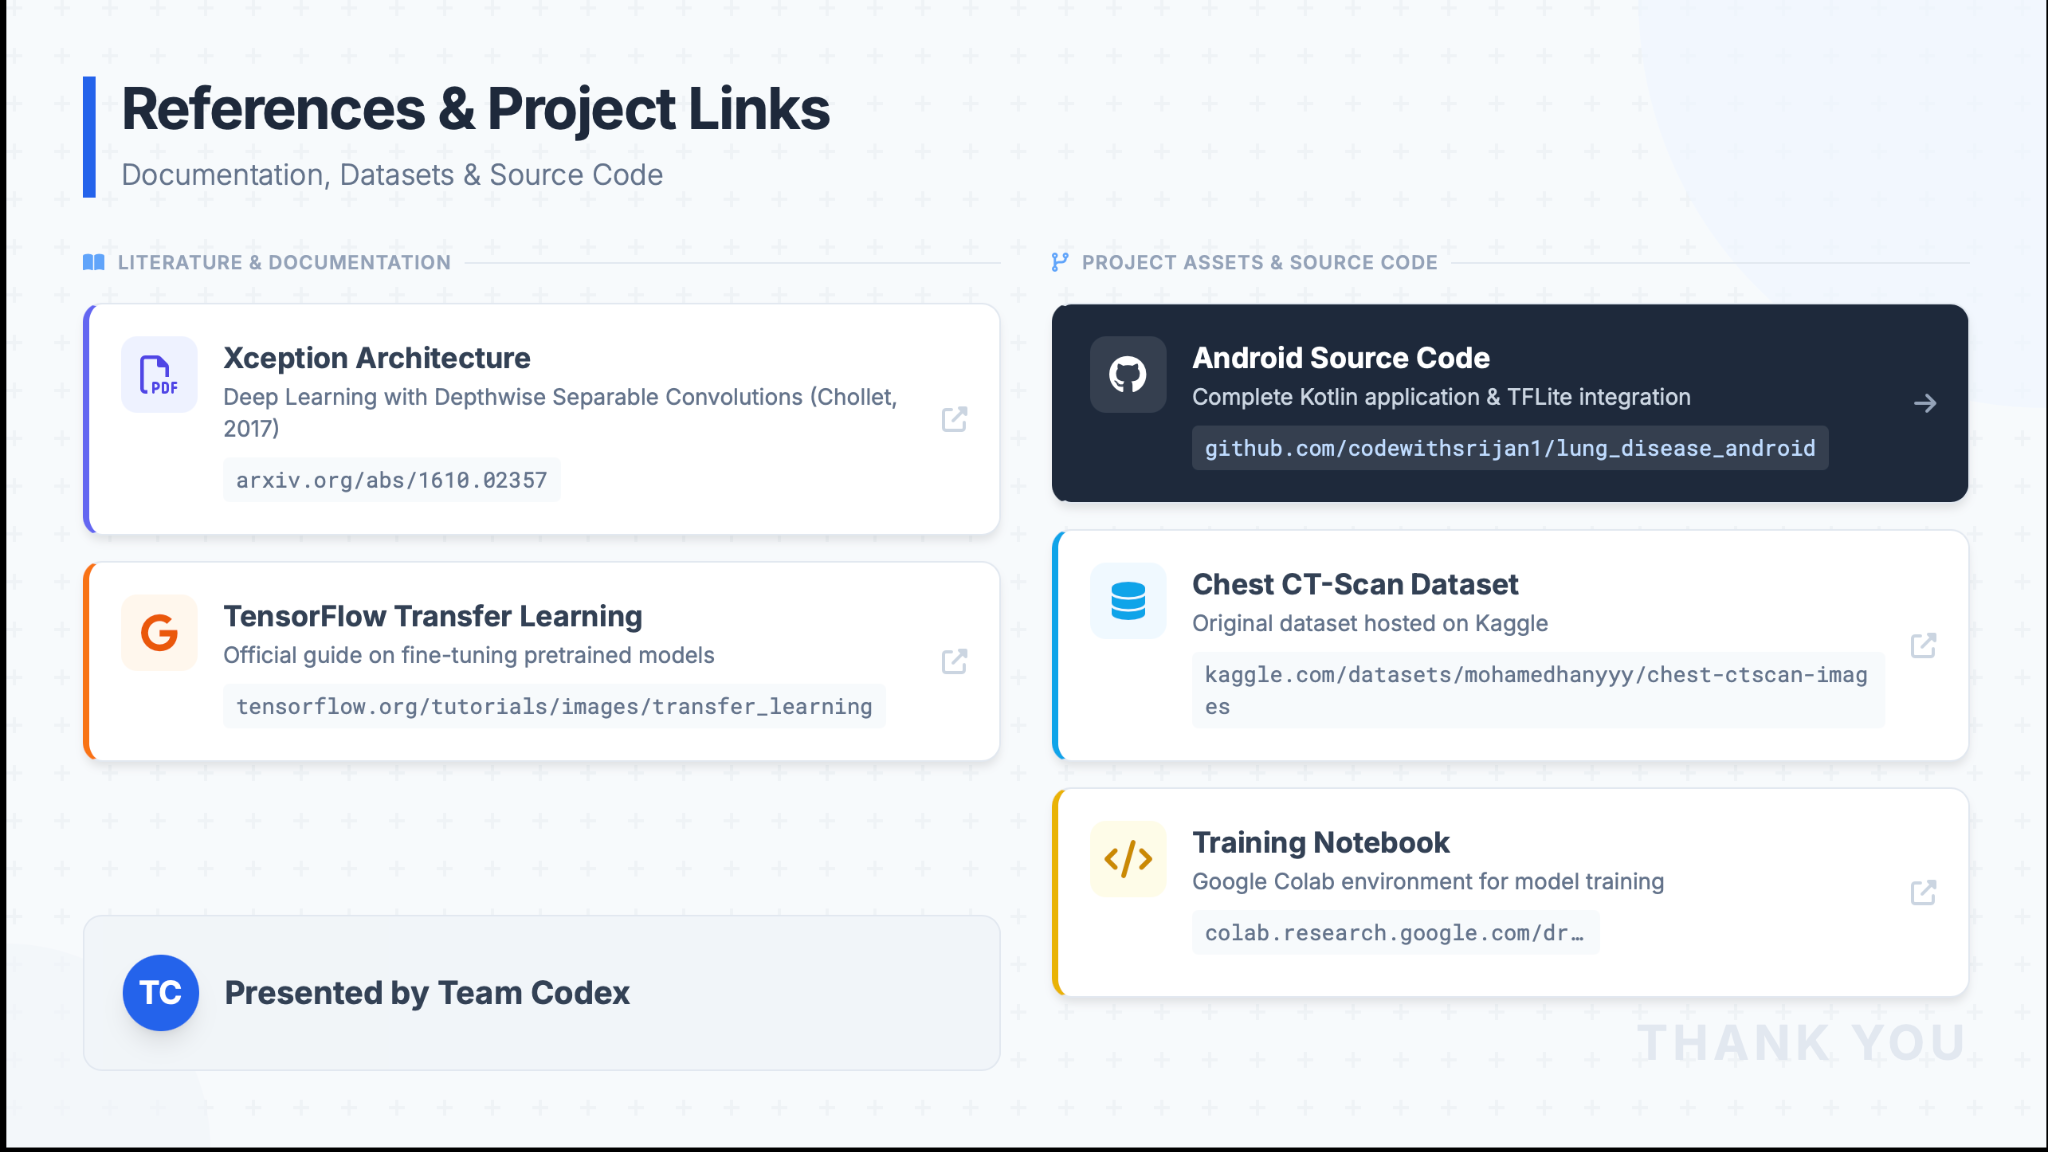 References & Project Links
Documentation, Datasets & Source Code
LITERATURE & DOCUMENTATION
Xception Architecture
Deep Learning with Depthwise Separable Convolutions (Chollet,
2017)
arxiv.org/abs/1610.02357
PDF
TensorFlow Transfer Learning
Official guide on fine-tuning pretrained models
tensorflow.org/tutorials/images/transfer_learning
G
TC
Presented by Team Codex
PROJECT ASSETS & SOURCE CODE
Android Source Code
Complete Kotlin application & TFLite integration
github.com/codewithsrijan1/lung_disease_android
Chest CT-Scan Dataset
Original dataset hosted on Kaggle
kaggle.com/datasets/mohamedhanyyy/chest-ctscan-imag
es
Training Notebook
Google Colab environment for model training
colab.research.google.com/dr…
THANK YOU